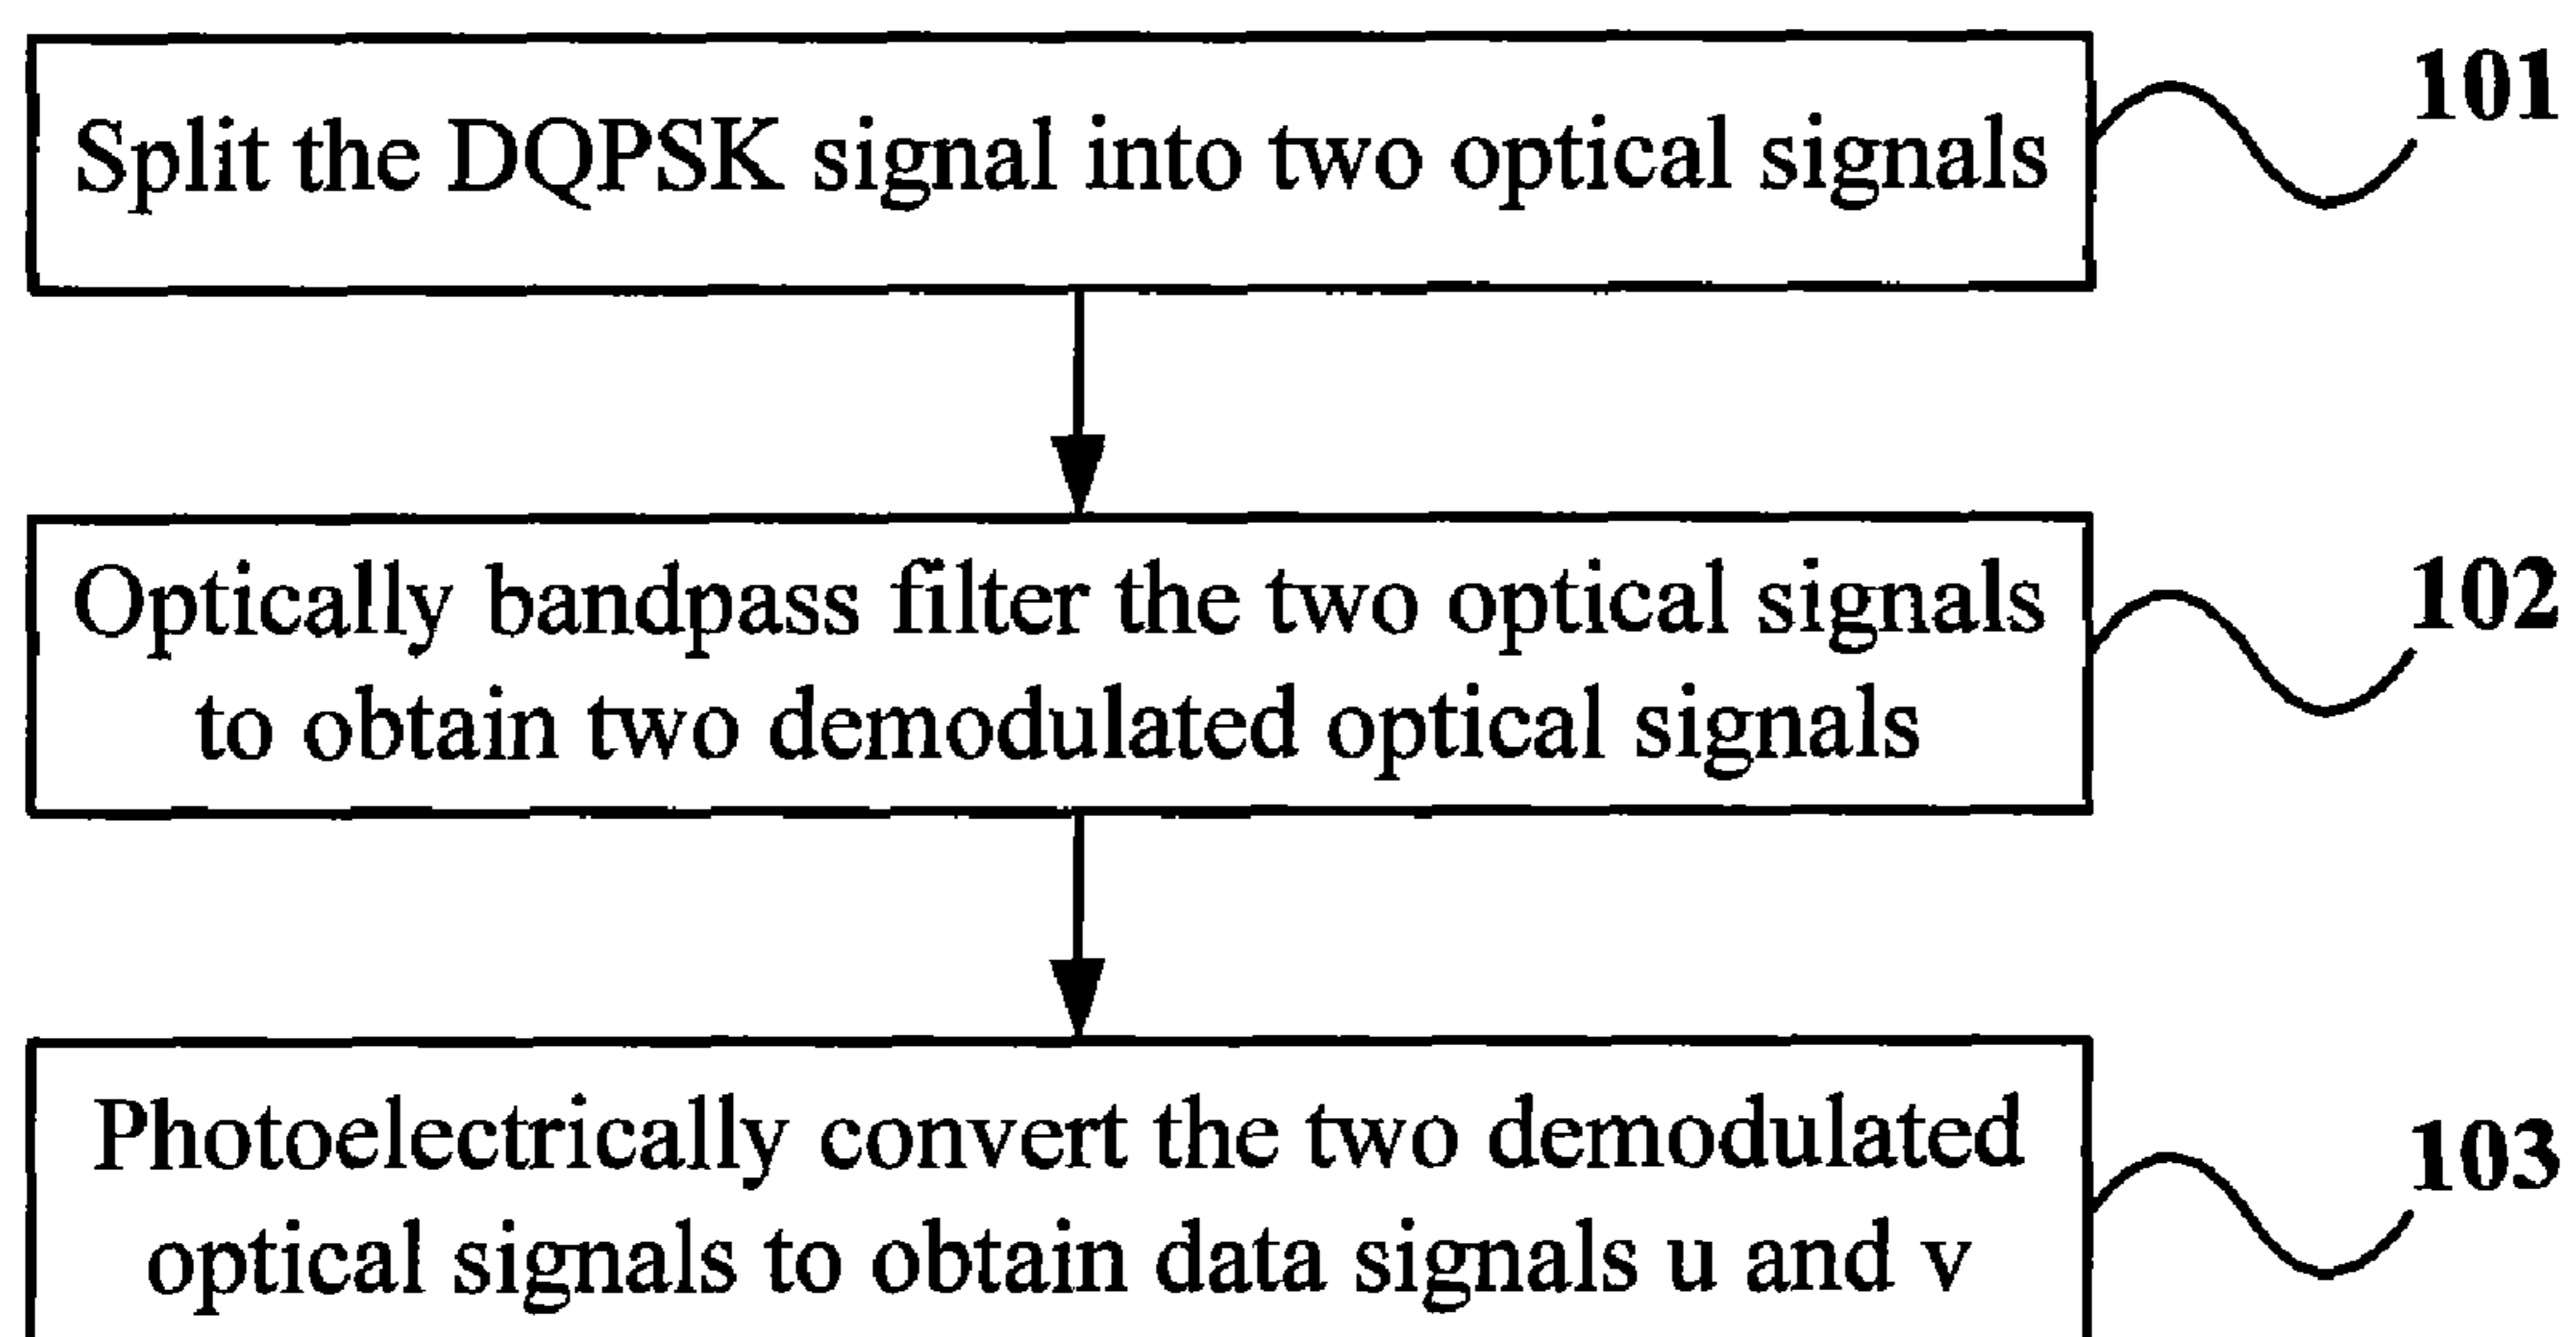 Split the DQPSK signal into two optical signals
101
Optically bandpass filter the two optical signals
to obtain two demodulated optical signals
102
Photoelectrically convert the two demodulated
optical signals to obtain data signals u and v
103